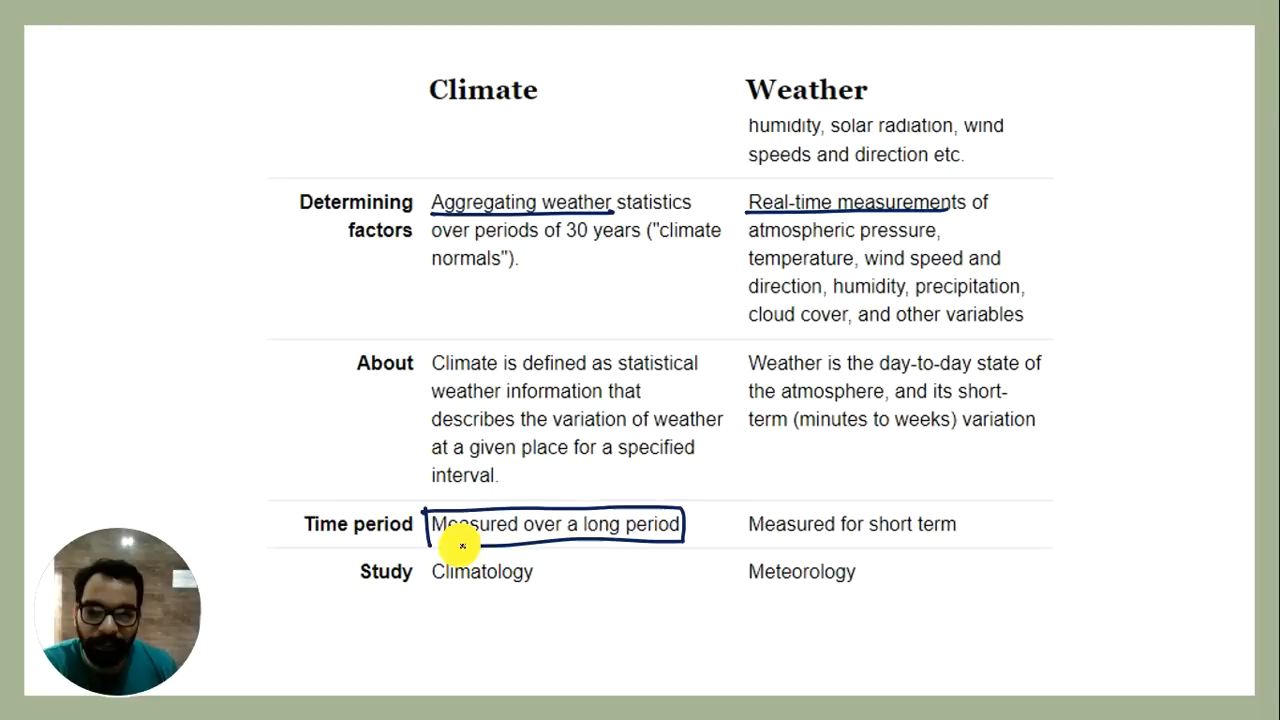 Climate Weather
humidity, solar radiation, wind
speeds and direction etc.
Determining factors
Aggregating weather statistics
over periods of 30 years ("climate
normals").
Real-time measurements of
atmospheric pressure,
temperature, wind speed and
direction, humidity, precipitation,
cloud cover, and other variables
About
Climate is defined as statistical
weather information that
describes the variation of weather
at a given place for a specified
interval.
Weather is the day-to-day state of
the atmosphere, and its short-
term (minutes to weeks) variation
Time period
Measured over a long period
Measured for short term
Study
Climatology
Meteorology